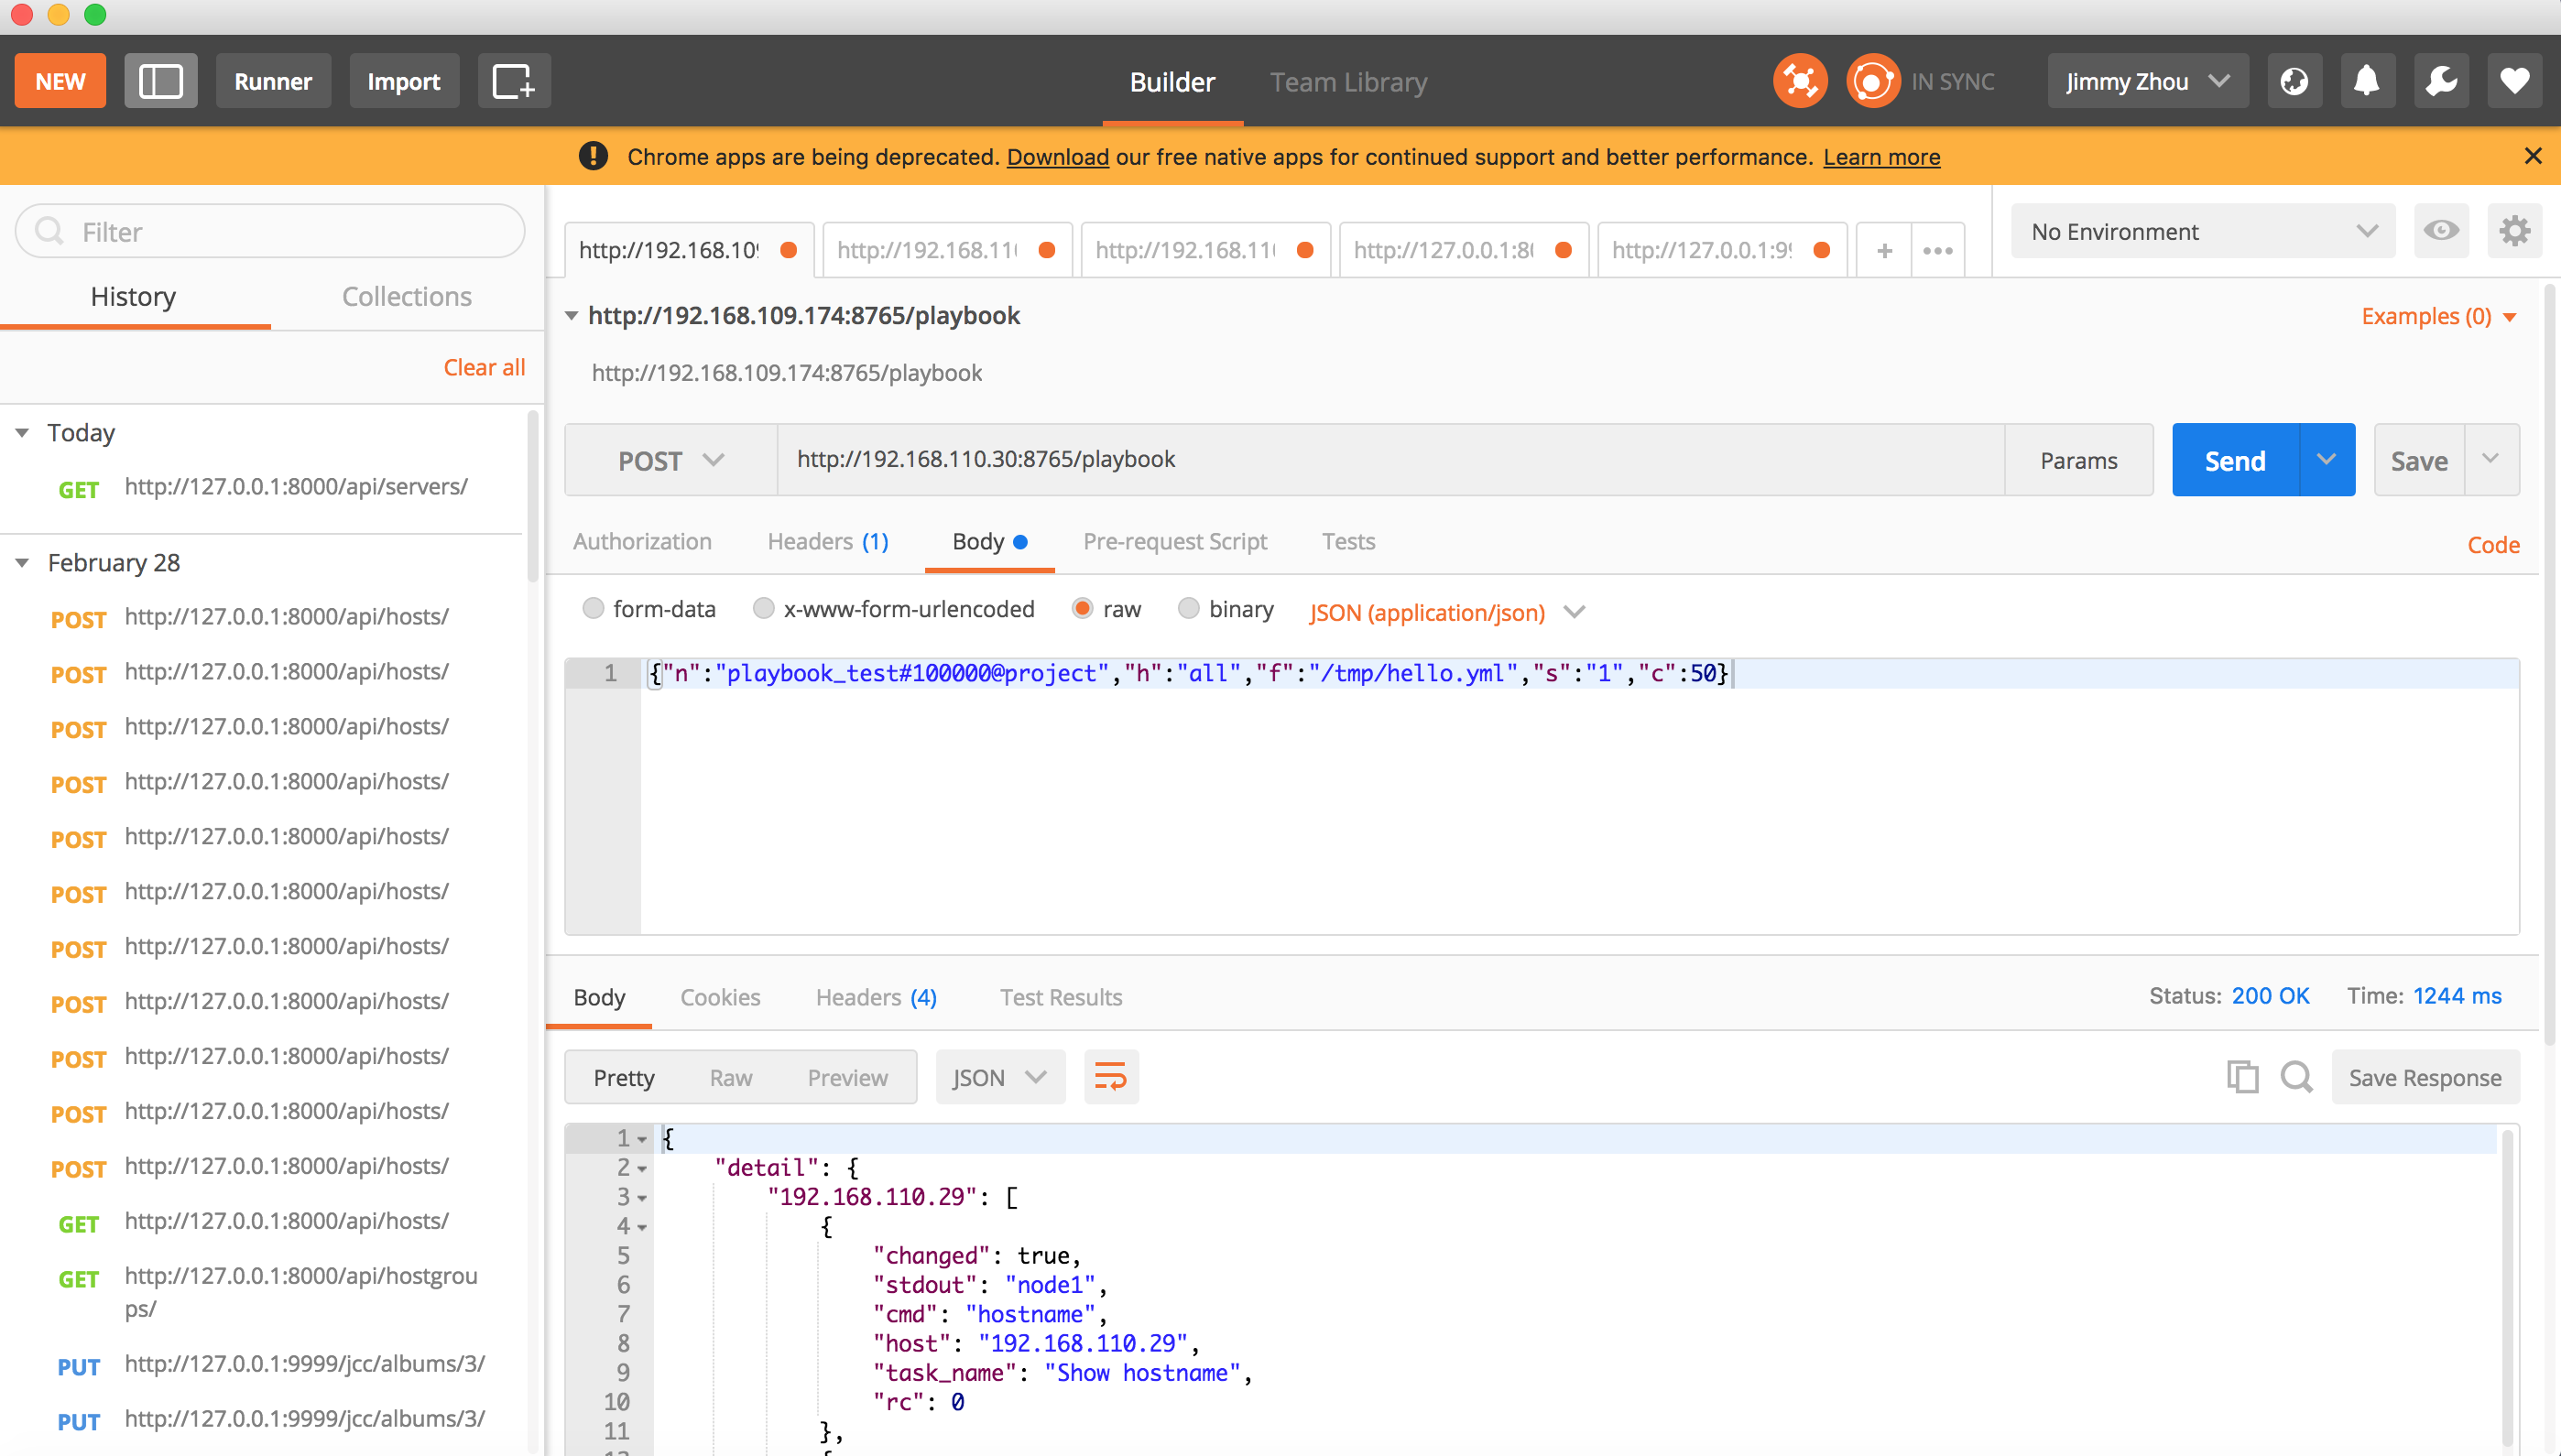 NEW Runner Import Builder Team Library IN SYNC Jimmy Zhou
Chrome apps are being deprecated. Download our free native apps for continued support and better performance. Learn more
Filter
History Collections
Clear all
Today
GET http://127.0.0.1:8000/api/servers/
February 28
POST http://127.0.0.1:8000/api/hosts/
POST http://127.0.0.1:8000/api/hosts/
POST http://127.0.0.1:8000/api/hosts/
POST http://127.0.0.1:8000/api/hosts/
POST http://127.0.0.1:8000/api/hosts/
POST http://127.0.0.1:8000/api/hosts/
POST http://127.0.0.1:8000/api/hosts/
POST http://127.0.0.1:8000/api/hosts/
POST http://127.0.0.1:8000/api/hosts/
POST http://127.0.0.1:8000/api/hosts/
POST http://127.0.0.1:8000/api/hosts/
GET http://127.0.0.1:8000/api/hosts/
GET http://127.0.0.1:8000/api/hostgrou
ps/
PUT http://127.0.0.1:9999/jcc/albums/3/
PUT http://127.0.0.1:9999/jcc/albums/3/
http://192.168.109 http://192.168.110 http://192.168.110 http://127.0.0.1:80 http://127.0.0.1:99 + ••• No Environment
http://192.168.109.174:8765/playbook Examples (0)
http://192.168.109.174:8765/playbook
POST http://192.168.110.30:8765/playbook Params Send Save
Authorization Headers (1) Body Pre-request Script Tests Code
form-data x-www-form-urlencoded raw binary JSON (application/json)
1 {"n":"playbook_test#100000@project","h":"all","f":"/tmp/hello.yml","s":"1","c":50}
Body Cookies Headers (4) Test Results Status: 200 OK Time: 1244 ms
Pretty Raw Preview JSON Save Response
1 {
2 "detail": {
3 "192.168.110.29": [
4 {
5 "changed": true,
6 "stdout": "node1",
7 "cmd": "hostname",
8 "host": "192.168.110.29",
9 "task_name": "Show hostname",
10 "rc": 0
11 },